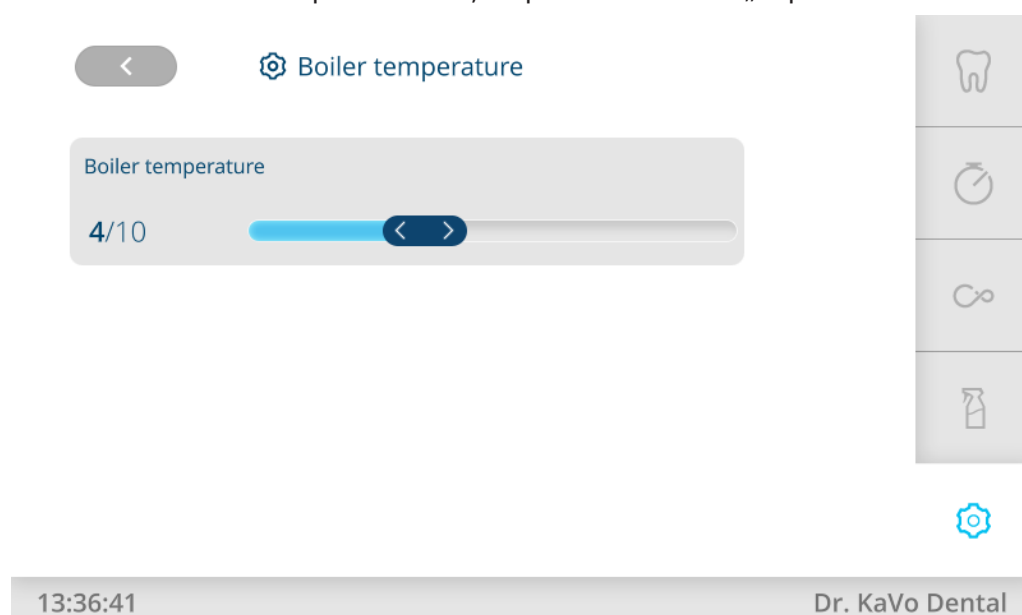 Boiler temperature
Boiler temperature
4/10
13:36:41
Dr. KaVo Dental